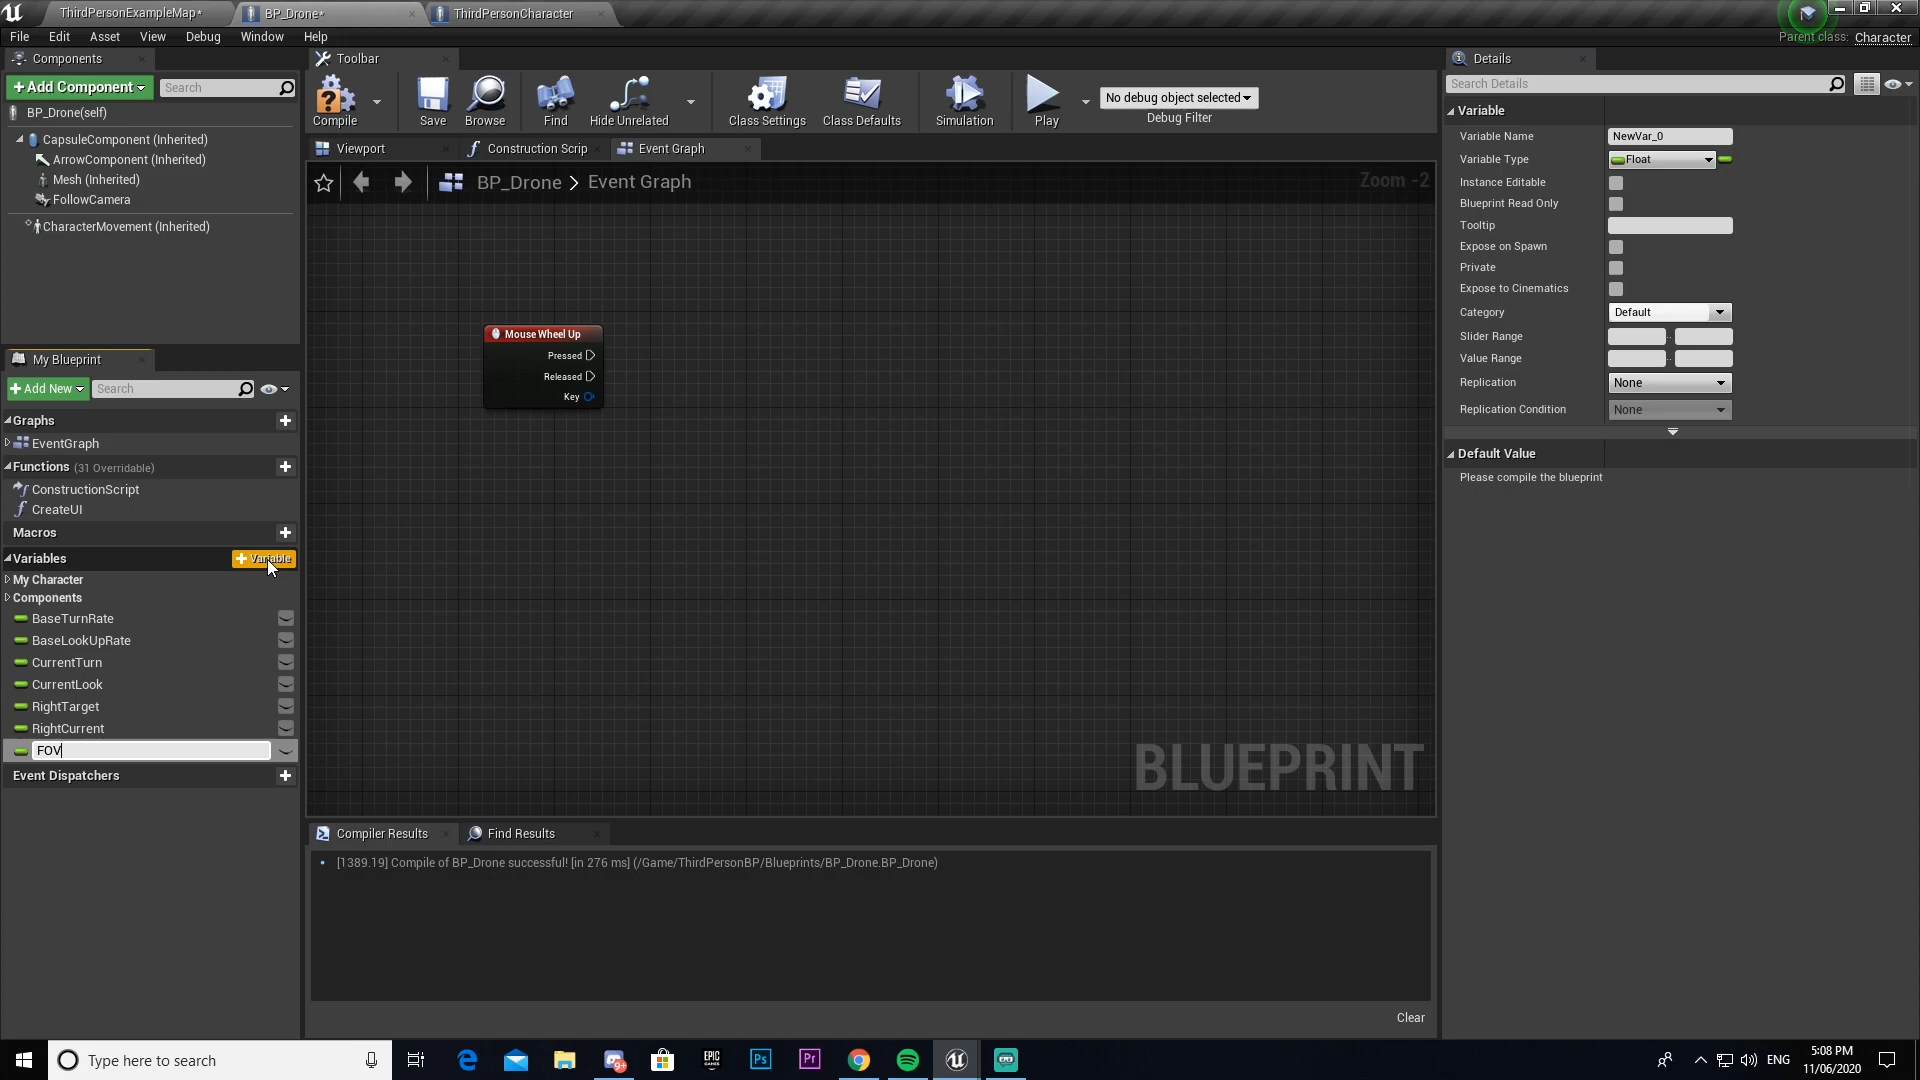 ThirdPersonExampleMap*
BP_Drone*
ThirdPersonCharacter
File Edit Asset View Debug Window Help
Parent class: Character
Components
+Add Component
Search
BP_Drone(self)
CapsuleComponent (Inherited)
ArrowComponent (Inherited)
Mesh (Inherited)
FollowCamera
CharacterMovement (Inherited)
Toolbar
Compile
Save
Browse
Find
Hide Unrelated
Class Settings
Class Defaults
Simulation
Play
No debug object selected
Debug Filter
Viewport
Construction Scrip
Event Graph
BP_Drone > Event Graph
Zoom -2
Mouse Wheel Up
Pressed
Released
Key
BLUEPRINT
My Blueprint
+Add New
Search
Graphs
EventGraph
Functions (31 Overridable)
ConstructionScript
CreateUI
Macros
Variables
+ Variable
My Character
Components
BaseTurnRate
BaseLookUpRate
CurrentTurn
CurrentLook
RightTarget
RightCurrent
FOV
Event Dispatchers
Compiler Results
Find Results
[1389.19] Compile of BP_Drone successful! [in 276 ms] (/Game/ThirdPersonBP/Blueprints/BP_Drone.BP_Drone)
Clear
Details
Search Details
Variable
Variable Name NewVar_0
Variable Type Float
Instance Editable
Blueprint Read Only
Tooltip
Expose on Spawn
Private
Expose to Cinematics
Category Default
Slider Range
Value Range
Replication None
Replication Condition None
Default Value
Please compile the blueprint
Type here to search
9+
EPIC GAMES
Ps
Pr
ENG
5:08 PM
11/06/2020